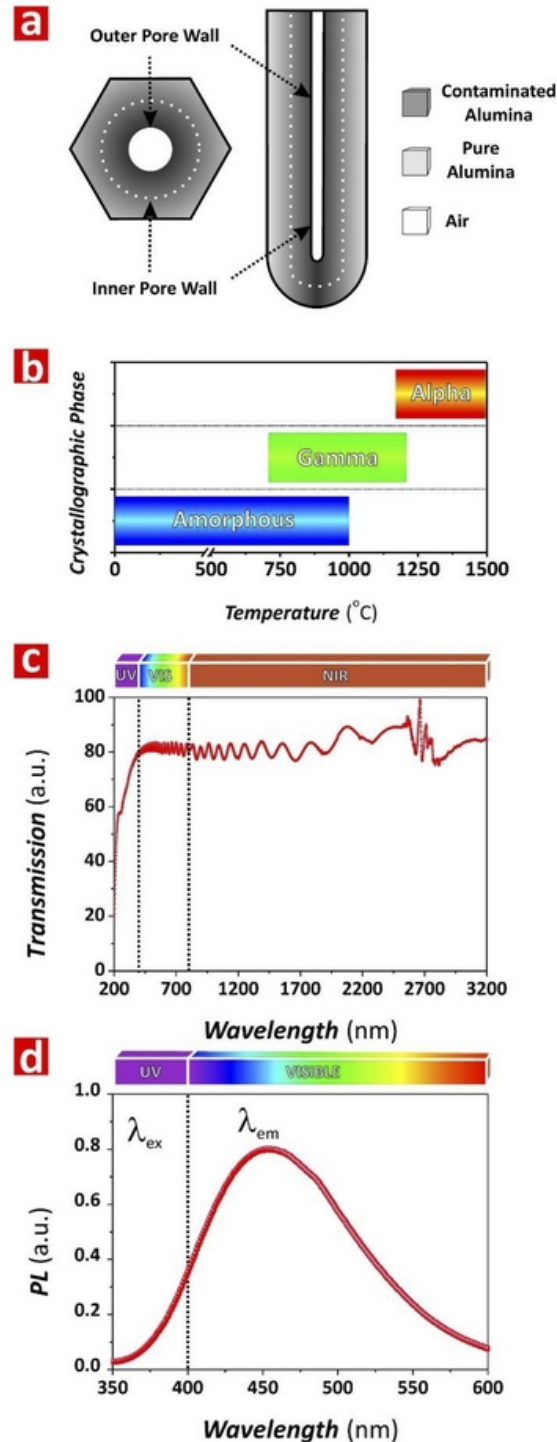 a
Outer Pore Wall
Inner Pore Wall
Contaminated
Alumina
Pure
Alumina
Air
b
Crystallographic Phase
Alpha
Gamma
Amorphous
0 500 750 1000 1250 1500
Temperature (°C)
c
UV VIS NIR
Transmission (a.u.)
100
80
60
40
20
0
200 700 1200 1700 2200 2700 3200
Wavelength (nm)
d
UV VISIBLE
λex λem
PL (a.u.)
1.0
0.8
0.6
0.4
0.2
0.0
350 400 450 500 550 600
Wavelength (nm)